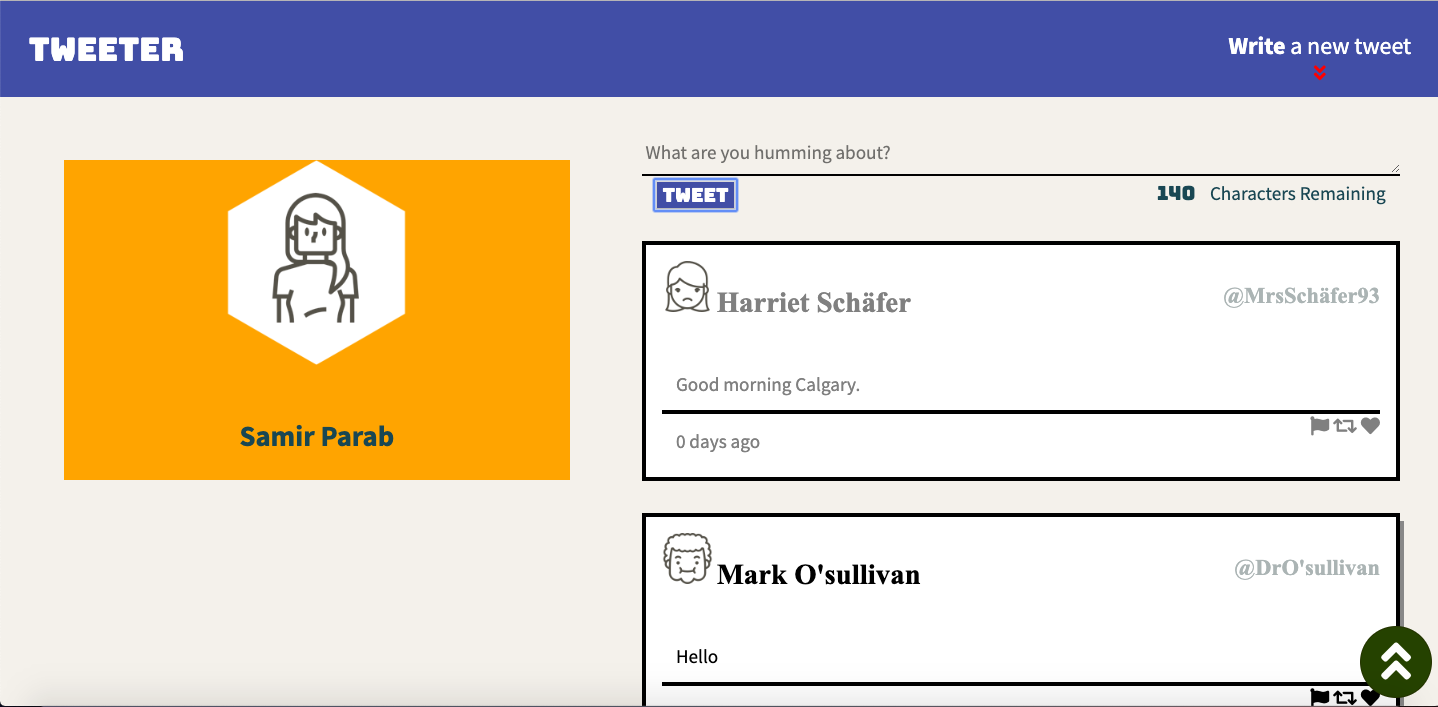 TWEETER
Write a new tweet
Samir Parab
What are you humming about?
TWEET
140 Characters Remaining
Harriet Schäfer
@MrsSchäfer93
Good morning Calgary.
0 days ago
Mark O'sullivan
@DrO'sullivan
Hello